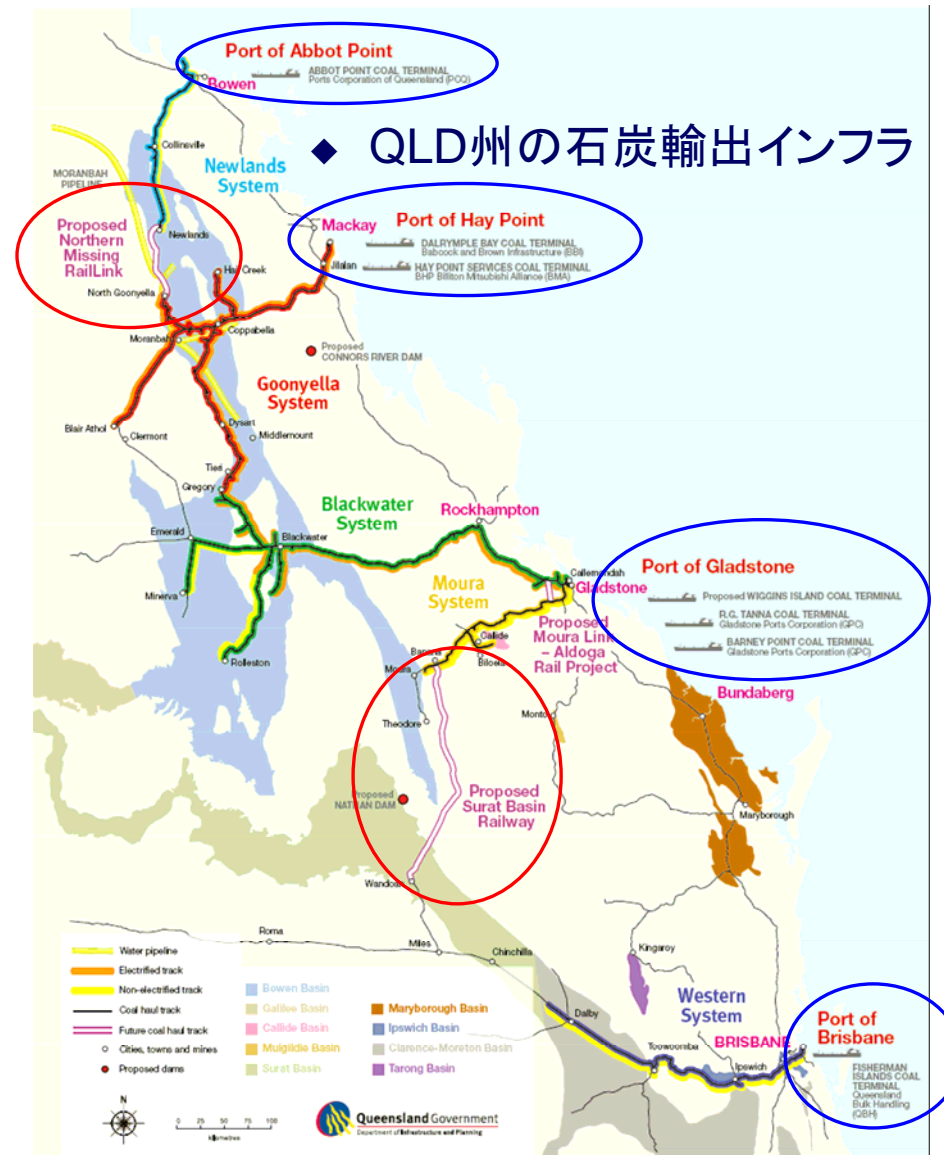 Port of Abbot Point
ABBOT POINT COAL TERMINAL
Ports Corporation of Queensland (PCQ)
Bowen
◆ QLD州の石炭輸出インフラ
Collinsville
Newlands
System
MORANBAH
PIPELINE
Proposed
Northern
Missing
RailLink
Newlands
Mackay
Port of Hay Point
DALRYMPLE BAY COAL TERMINAL
Babcock and Brown Infrastructure (BBI)
HAY POINT SERVICES COAL TERMINAL
BHP Billiton Mitsubishi Alliance (BMA)
Jilalan
Hail Creek
North Goonyella
Coppabella
Moranbah
Proposed
CONNORS RIVER DAM
Goonyella
System
Blair Athol
Clermont
Dysart
Middlemount
Tieri
Gregory
Blackwater
System
Rockhampton
Emerald
Blackwater
Minerva
Rolleston
Moura
System
Callemondah
Gladstone
Port of Gladstone
Proposed WIGGINS ISLAND COAL TERMINAL
R.G. TANNA COAL TERMINAL
Gladstone Ports Corporation (GPC)
BARNEY POINT COAL TERMINAL
Gladstone Ports Corporation (GPC)
Proposed
Moura Link
– Aldoga
Rail Project
Callide
Biloela
Banana
Moura
Theodore
Monto
Bundaberg
Maryborough
Proposed
NATHAN DAM
Proposed
Surat Basin
Railway
Wandoan
Roma
Miles
Chinchilla
Kingaroy
Dalby
Toowoomba
Western
System
BRISBANE
Ipswich
Port of
Brisbane
FISHERMAN
ISLANDS COAL
TERMINAL
Queensland
Bulk Handling
(QBH)
Water pipeline
Electrified track
Non-electrified track
Coal haul track
Future coal haul track
Cities, towns and mines
Proposed dams
Bowen Basin
Galilee Basin
Callide Basin
Mulgildie Basin
Surat Basin
Maryborough Basin
Ipswich Basin
Clarence-Moreton Basin
Tarong Basin
N
0 25 50 75 100
kilometres
Queensland Government
Department of Infrastructure and Planning